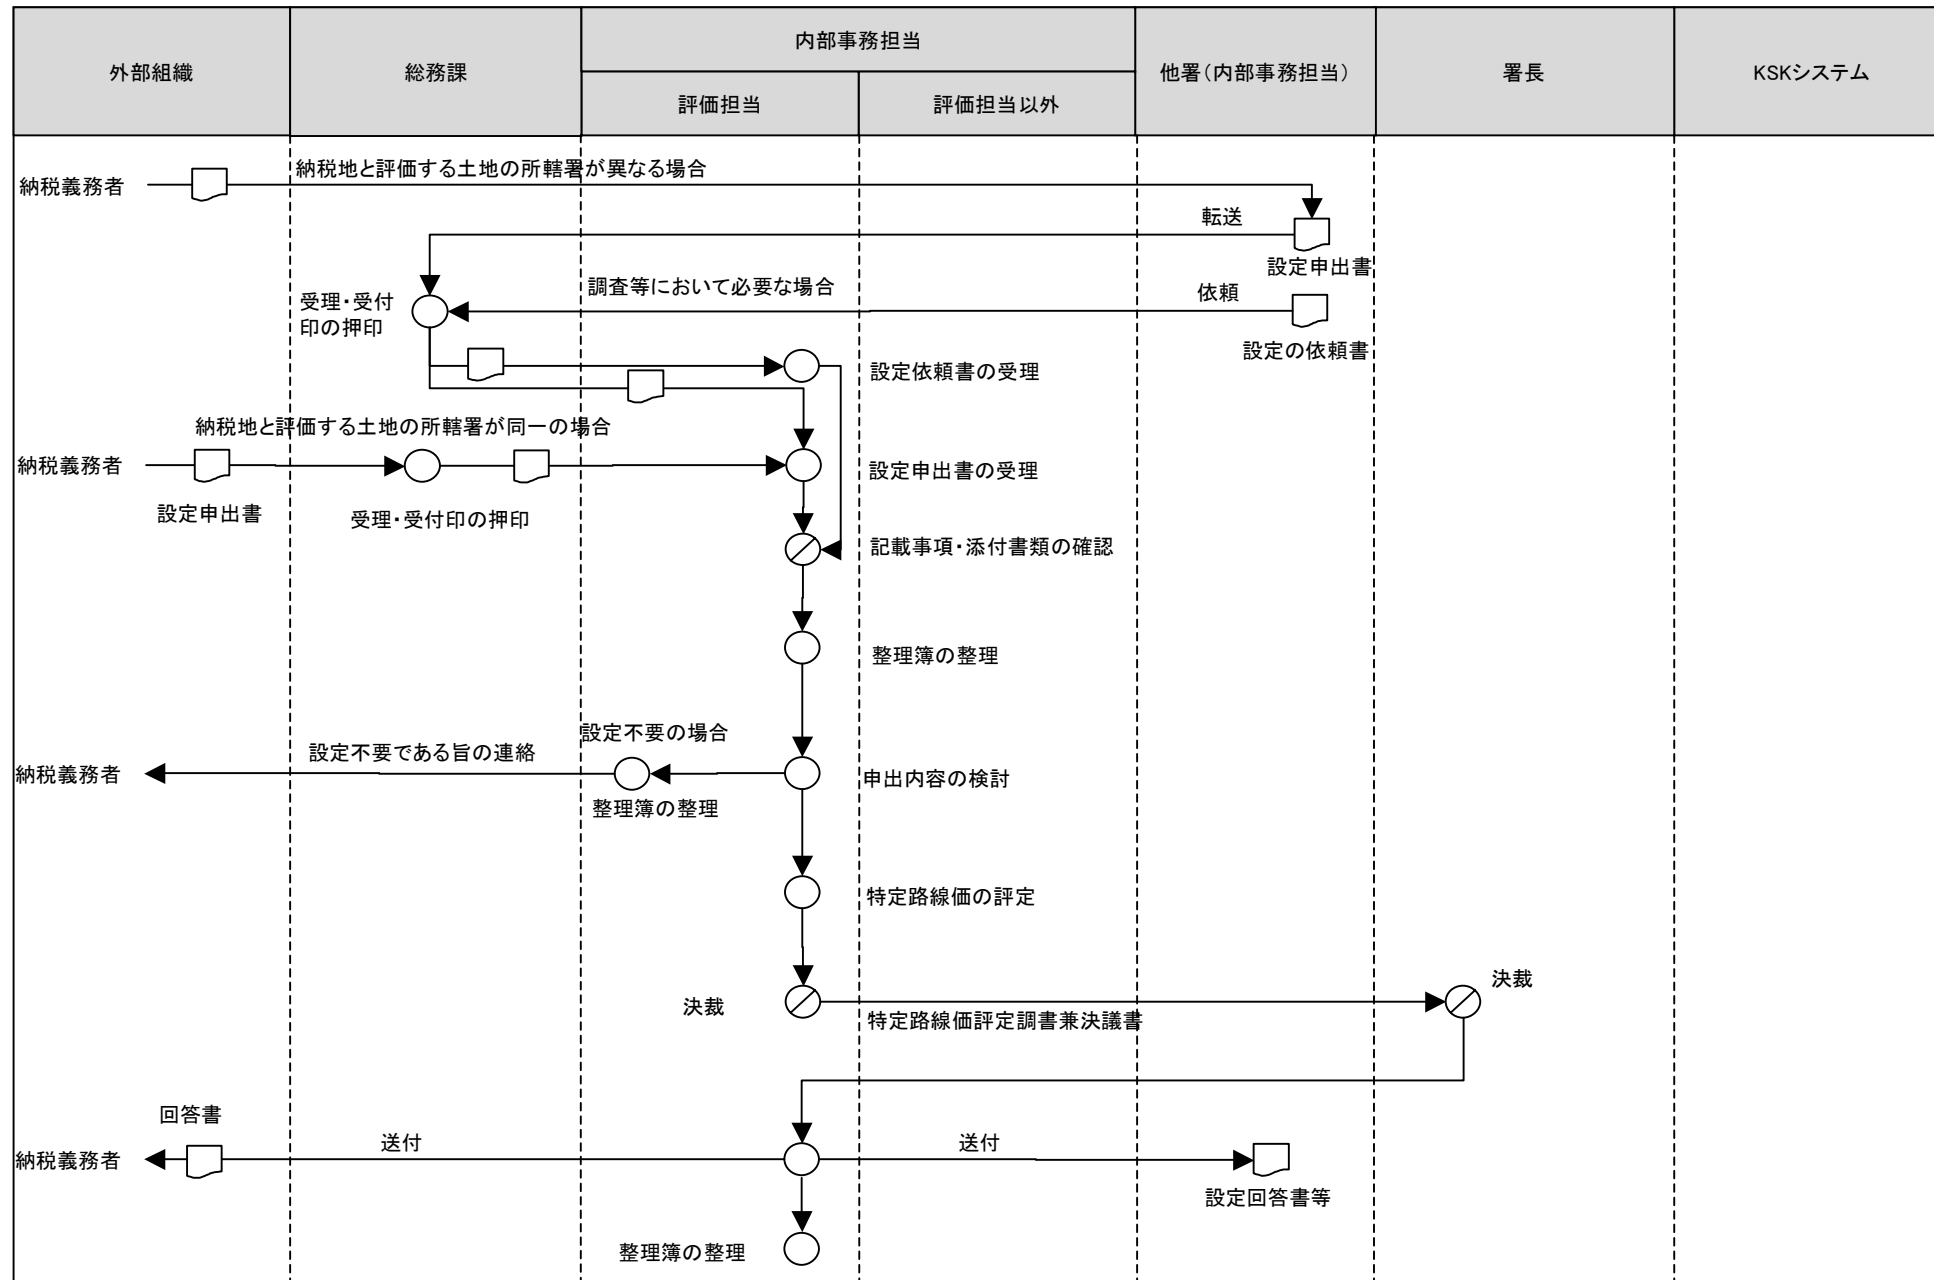 外部組織
総務課
内部事務担当
評価担当
評価担当以外
他署(内部事務担当)
署長
KSKシステム
納税地と評価する土地の所轄署が異なる場合
納税義務者
転送
設定申出書
調査等において必要な場合
依頼
受理・受付
印の押印
設定の依頼書
設定依頼書の受理
納税地と評価する土地の所轄署が同一の場合
納税義務者
設定申出書の受理
設定申出書
受理・受付印の押印
記載事項・添付書類の確認
整理簿の整理
設定不要の場合
設定不要である旨の連絡
納税義務者
申出内容の検討
整理簿の整理
特定路線価の評定
決裁
決裁
特定路線価評定調書兼決議書
回答書
送付
送付
納税義務者
設定回答書等
整理簿の整理